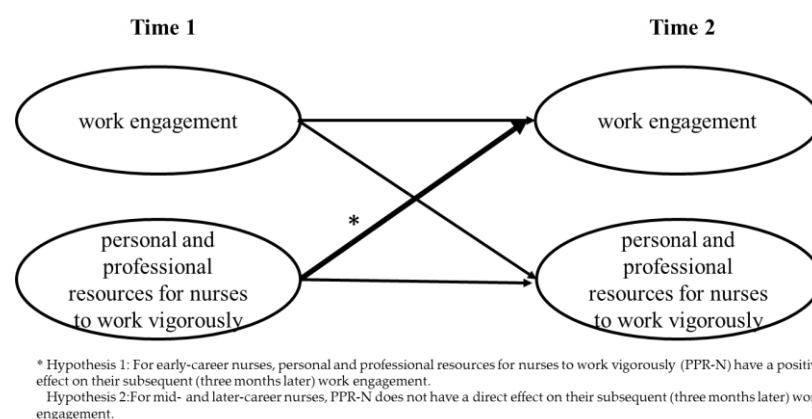 Time 1
Time 2
work engagement
work engagement
*
personal and
professional
resources for nurses
to work vigorously
personal and
professional
resources for nurses
to work vigorously
* Hypothesis 1: For early-career nurses, personal and professional resources for nurses to work vigorously (PPR-N) have a positiv
effect on their subsequent (three months later) work engagement.
Hypothesis 2:For mid- and later-career nurses, PPR-N does not have a direct effect on their subsequent (three months later) wo
engagement.